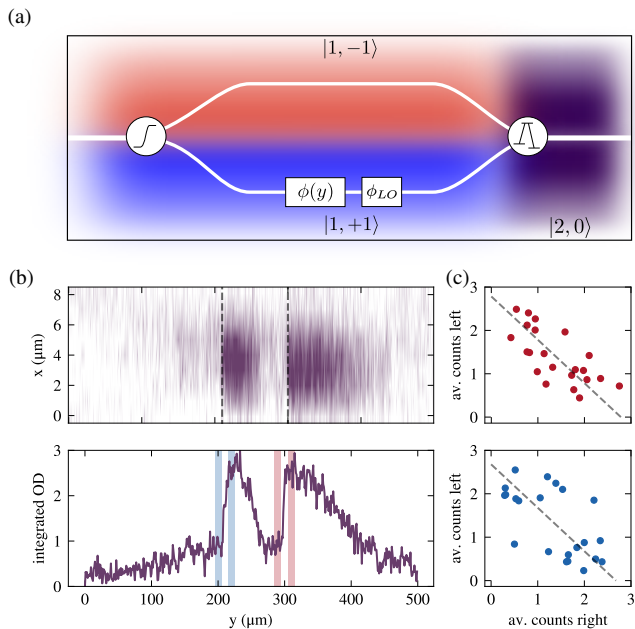 (a)
|1, −1⟩
ϕ(y)
ϕLO
|1, +1⟩
|2, 0⟩
(b)
(c)
8
6
4
2
0
x (μm)
3
2
1
0
av. counts left
3
2
1
0
integrated OD
0
100
200
300
400
500
y (μm)
3
2
1
0
av. counts left
0
1
2
3
av. counts right